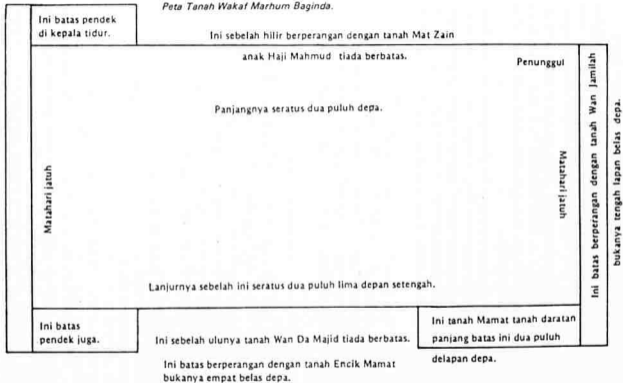 Peta Tanah Wakaf Marhum Baginda.
Ini batas pendek
di kepala tidur.
Ini sebelah hilir berperangan dengan tanah Mat Zain
anak Haji Mahmud tiada berbatas.
Penunggul
Panjangnya seratus dua puluh depa.
Matahari jatuh
Matahari jatuh
Ini batas berperangan dengan tanah Wan Jamilah
bukanya tengah lapan belas depa.
Lanjurnya sebelah ini seratus dua puluh lima depan setengah.
Ini batas
pendek juga.
Ini sebelah ulunya tanah Wan Da Majid tiada berbatas.
Ini tanah Mamat tanah daratan
panjang batas ini dua puluh
delapan depa.
Ini batas berperangan dengan tanah Encik Mamat
bukanya empat belas depa.